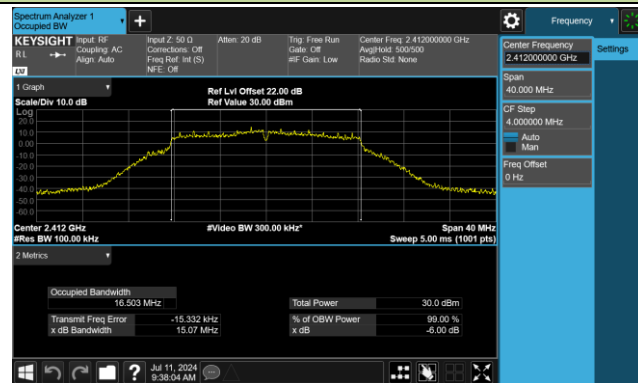 Spectrum Analyzer 1
Occupied BW
+
Frequency
KEYSIGHT
RL
LXI
Input: RF
Coupling: AC
Align: Auto
Input Z: 50 Ω
Corrections: Off
Freq Ref: Int (S)
NFE: Off
Atten: 20 dB
Trig: Free Run
Gate: Off
#IF Gain: Low
Center Freq: 2.412000000 GHz
Avg|Hold: 500/500
Radio Std: None
Center Frequency
2.412000000 GHz
Settings
Span
40.000 MHz
CF Step
4.000000 MHz
Auto
Man
Freq Offset
0 Hz
1 Graph
Scale/Div 10.0 dB
Ref Lvl Offset 22.00 dB
Ref Value 30.00 dBm
Log
20.0
10.0
0.00
-10.0
-20.0
-30.0
-40.0
-50.0
-60.0
Center 2.412 GHz
#Video BW 300.00 kHz*
Span 40 MHz
#Res BW 100.00 kHz
Sweep 5.00 ms (1001 pts)
2 Metrics
Occupied Bandwidth
16.503 MHz
Total Power 30.0 dBm
Transmit Freq Error -15.332 kHz
% of OBW Power 99.00 %
x dB Bandwidth 15.07 MHz
x dB -6.00 dB
?
Jul 11, 2024
9:38:04 AM